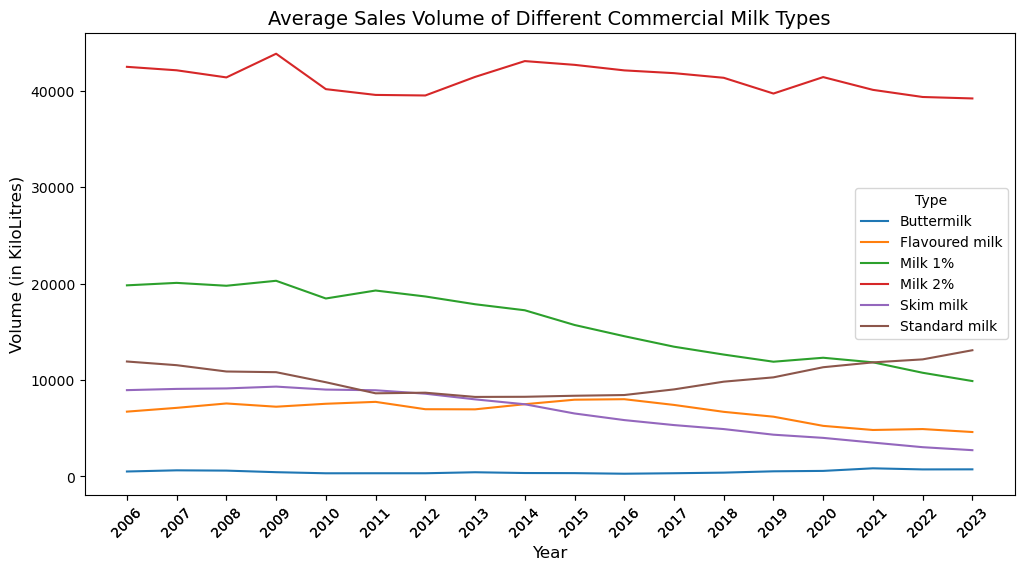 Average Sales Volume of Different Commercial Milk Types
Volume (in KiloLitres)
40000
30000
20000
10000
0
Type
Buttermilk
Flavoured milk
Milk 1%
Milk 2%
Skim milk
Standard milk
2006
2007
2008
2009
2010
2011
2012
2013
2014
2015
2016
2017
2018
2019
2020
2021
2022
2023
Year